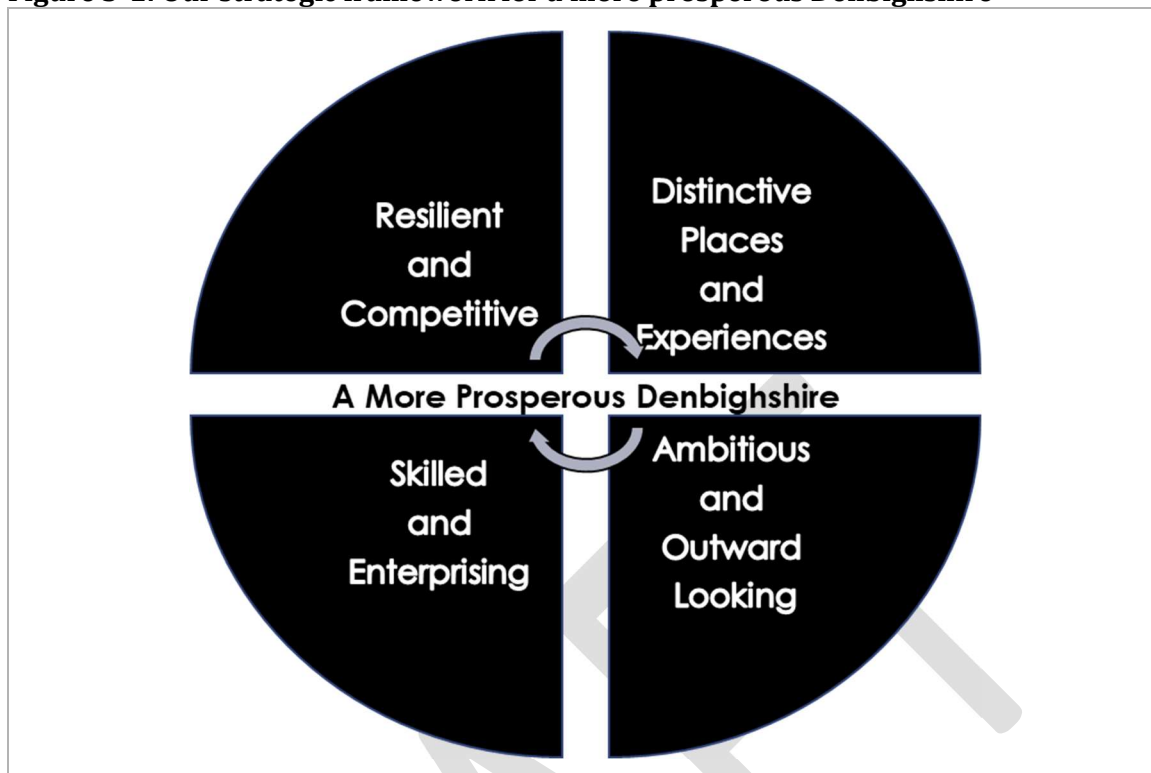 Resilient
and
Competitive
Distinctive
Places
and
Experiences
A More Prosperous Denbighshire
Skilled
and
Enterprising
Ambitious
and
Outward
Looking